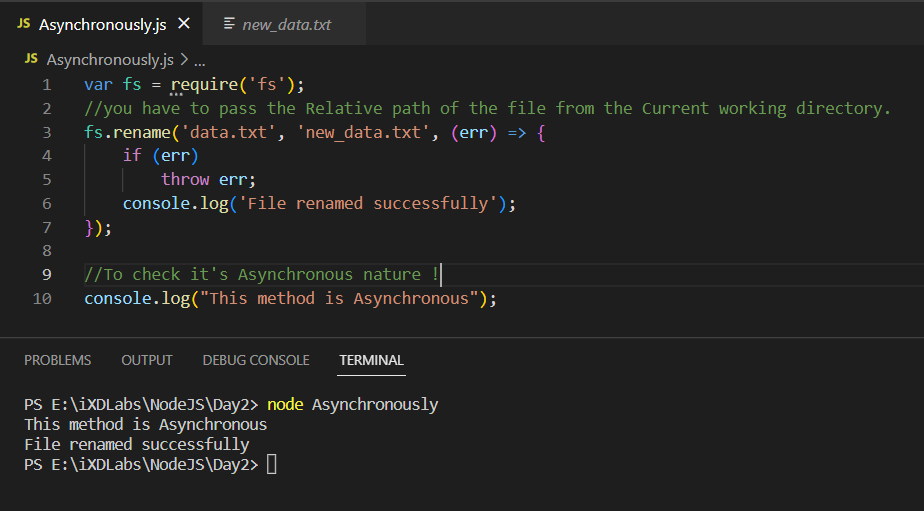 JS Asynchronously.js × new_data.txt
JS Asynchronously.js > ...
1 var fs = require('fs');
2 //you have to pass the Relative path of the file from the Current working directory.
3 fs.rename('data.txt', 'new_data.txt', (err) => {
4 if (err)
5 throw err;
6 console.log('File renamed successfully');
7 });
8
9 //To check it's Asynchronous nature !
10 console.log("This method is Asynchronous");
PROBLEMS OUTPUT DEBUG CONSOLE TERMINAL
PS E:\iXDLabs\NodeJS\Day2> node Asynchronously
This method is Asynchronous
File renamed successfully
PS E:\iXDLabs\NodeJS\Day2>